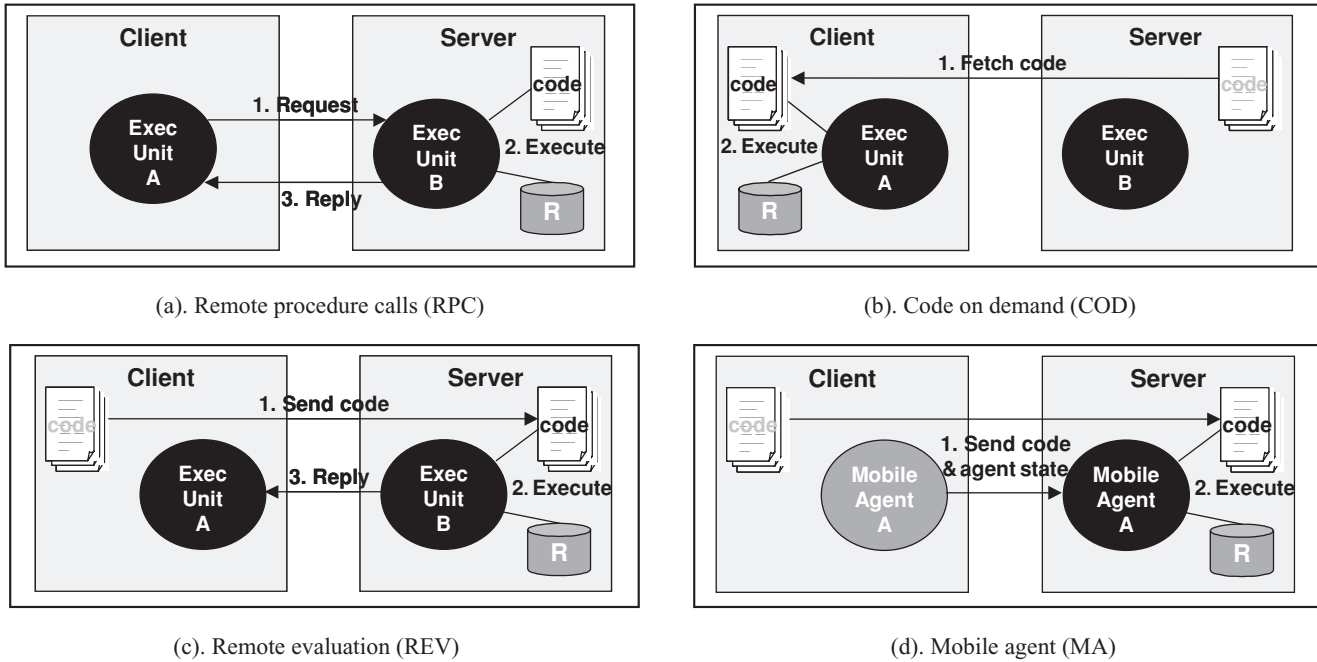 Client
Server
code
1. Request
Exec
Unit
A
Exec
Unit
B
2. Execute
3. Reply
R
(a). Remote procedure calls (RPC)
Client
Server
code
1. Fetch code
code
2. Execute
Exec
Unit
A
Exec
Unit
B
R
(b). Code on demand (COD)
Client
Server
code
1. Send code
code
Exec
Unit
A
3. Reply
Exec
Unit
B
2. Execute
R
(c). Remote evaluation (REV)
Client
Server
code
code
1. Send code
& agent state
Mobile
Agent
A
Mobile
Agent
A
2. Execute
R
(d). Mobile agent (MA)